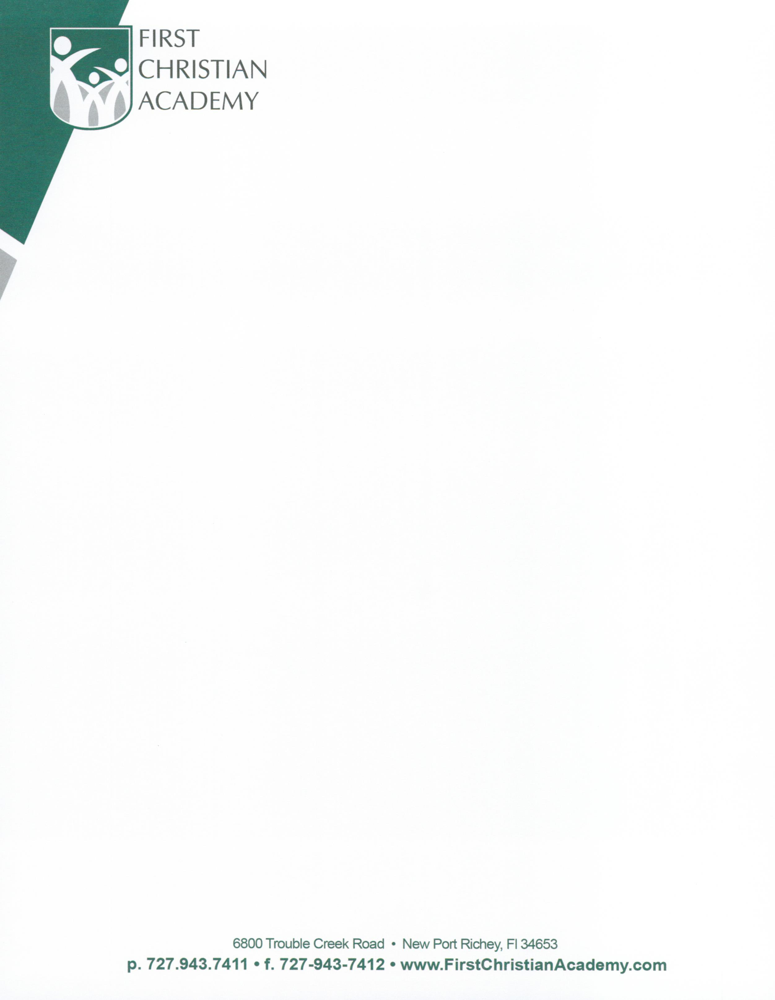 FIRST
CHRISTIAN
ACADEMY
6800 Trouble Creek Road • New Port Richey, Fl 34653
p. 727.943.7411 • f. 727-943-7412 • www.FirstChristianAcademy.com